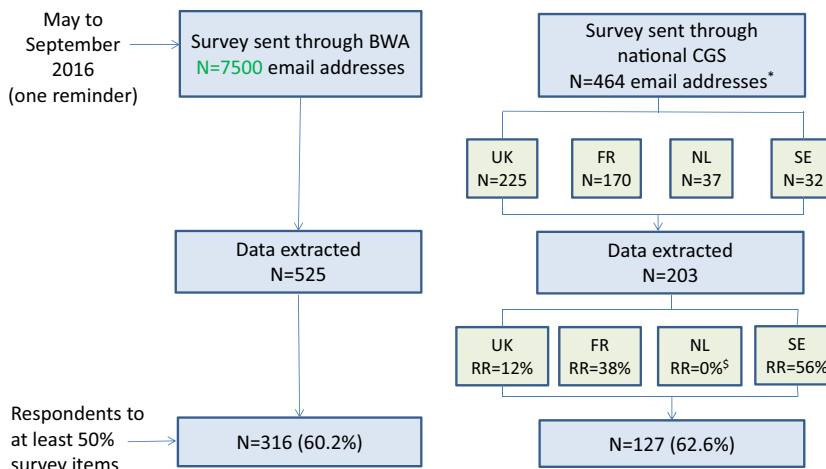 May to
September
2016
(one reminder)
Survey sent through BWA
N=7500 email addresses
Survey sent through
national CGS
N=464 email addresses*
UK
N=225
FR
N=170
NL
N=37
SE
N=32
Data extracted
N=525
Data extracted
N=203
UK
RR=12%
FR
RR=38%
NL
RR=0%$
SE
RR=56%
Respondents to
at least 50%
survey items
N=316 (60.2%)
N=127 (62.6%)